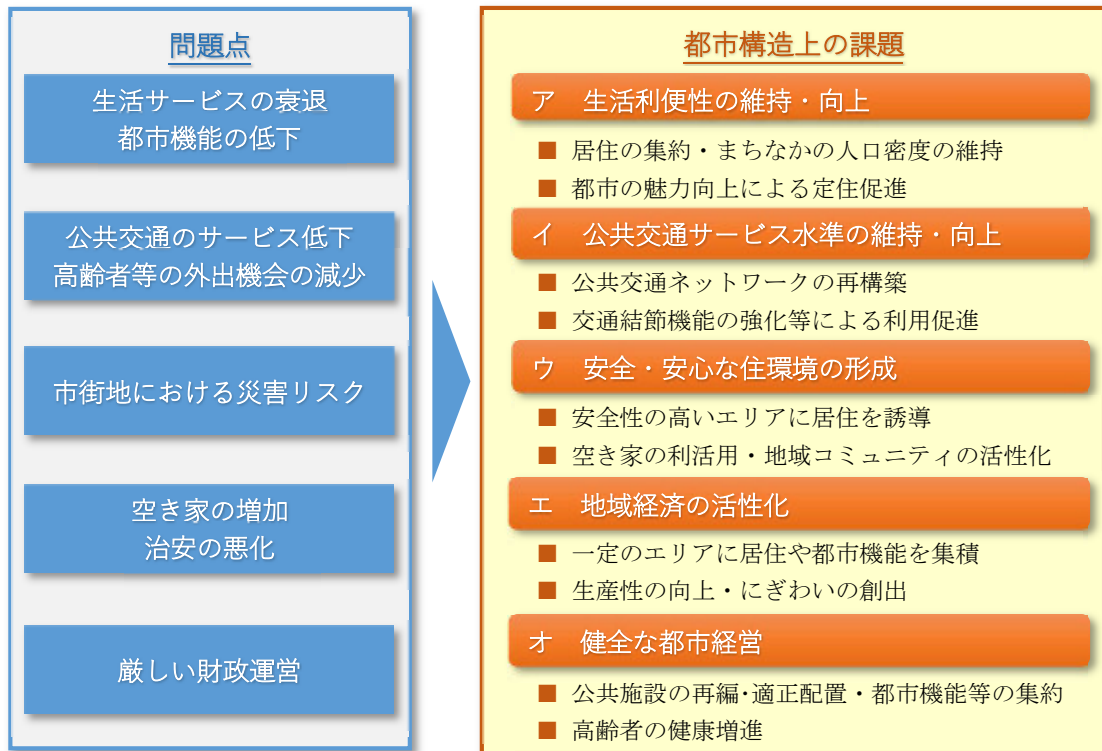 問題点
生活サービスの衰退
都市機能の低下
公共交通のサービス低下
高齢者等の外出機会の減少
市街地における災害リスク
空き家の増加
治安の悪化
厳しい財政運営
都市構造上の課題
ア 生活利便性の維持・向上
■ 居住の集約・まちなかの人口密度の維持
■ 都市の魅力向上による定住促進
イ 公共交通サービス水準の維持・向上
■ 公共交通ネットワークの再構築
■ 交通結節機能の強化等による利用促進
ウ 安全・安心な住環境の形成
■ 安全性の高いエリアに居住を誘導
■ 空き家の利活用・地域コミュニティの活性化
エ 地域経済の活性化
■ 一定のエリアに居住や都市機能を集積
■ 生産性の向上・にぎわいの創出
オ 健全な都市経営
■ 公共施設の再編・適正配置・都市機能等の集約
■ 高齢者の健康増進